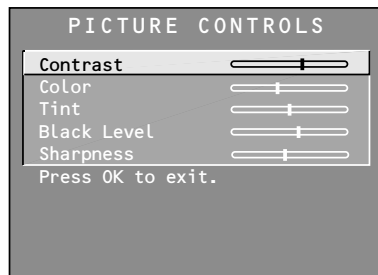 PICTURE CONTROLS
Contrast
Color
Tint
Black Level
Sharpness
Press OK to exit.